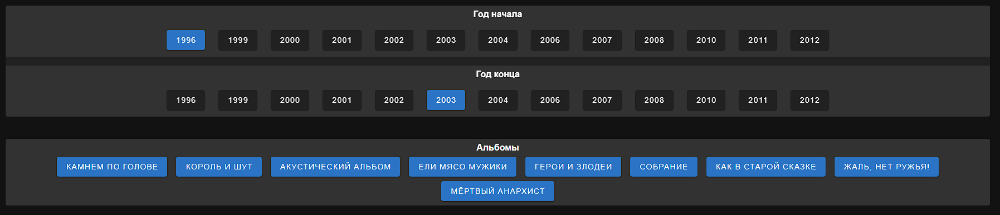 Год начала
1996 1999 2000 2001 2002 2003 2004 2006 2007 2008 2010 2011 2012
Год конца
1996 1999 2000 2001 2002 2003 2004 2006 2007 2008 2010 2011 2012
Альбомы
КАМНЕМ ПО ГОЛОВЕ КОРОЛЬ И ШУТ АКУСТИЧЕСКИЙ АЛЬБОМ ЕЛИ МЯСО МУЖИКИ ГЕРОИ И ЗЛОДЕИ СОБРАНИЕ КАК В СТАРОЙ СКАЗКЕ ЖАЛЬ, НЕТ РУЖЬЯ!
МЁРТВЫЙ АНАРХИСТ